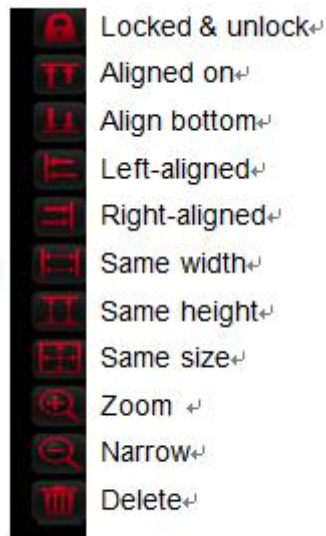 Locked & unlock
Aligned on
Align bottom
Left-aligned
Right-aligned
Same width
Same height
Same size
Zoom
Narrow
Delete